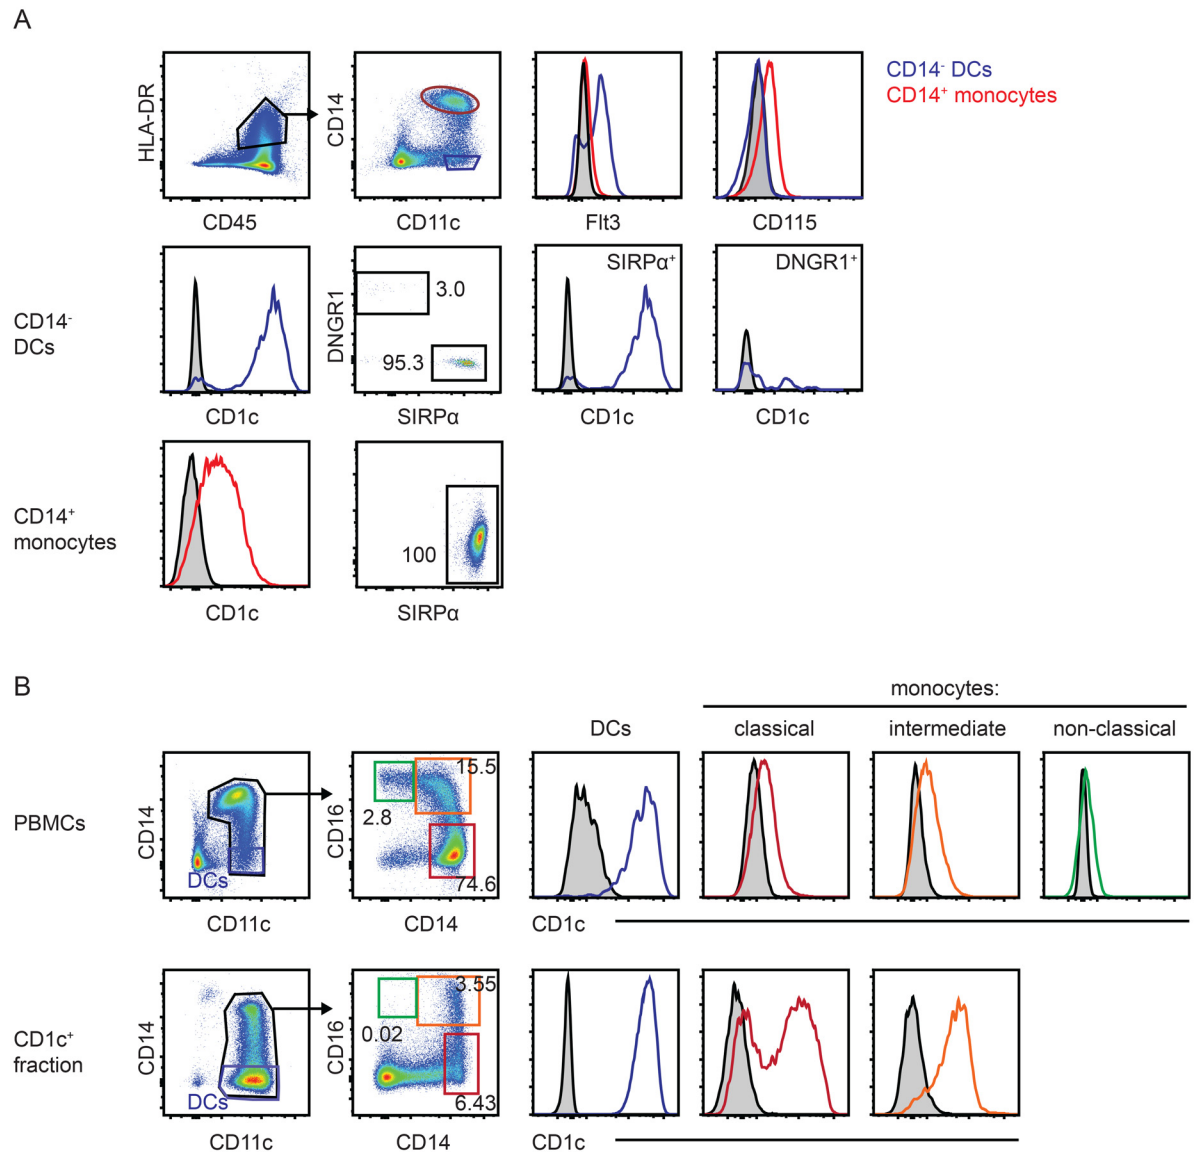 A
HLA-DR
CD45
CD14
CD11c
Flt3
CD115
CD14⁻ DCs
CD14⁺ monocytes
CD14⁻
DCs
CD1c
DNGR1
3.0
95.3
SIRPα
SIRPα⁺
CD1c
DNGR1⁺
CD1c
CD14⁺
monocytes
CD1c
100
SIRPα
B
monocytes:
DCs
classical
intermediate
non-classical
PBMCs
CD14
DCs
CD11c
CD16
15.5
2.8
74.6
CD14
CD1c
CD1c⁺
fraction
CD14
DCs
CD11c
CD16
3.55
0.02
6.43
CD14
CD1c